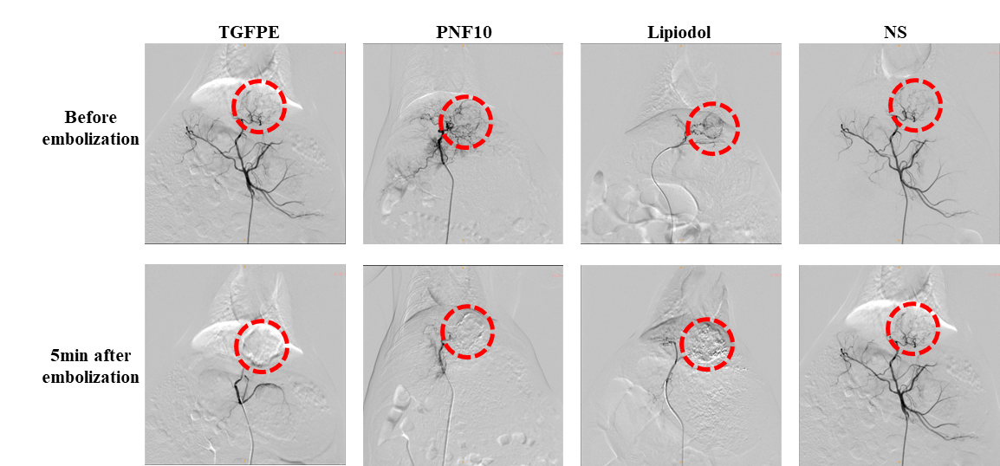 TGFPE PNF10 Lipiodol NS
Before
embolization
5min after
embolization